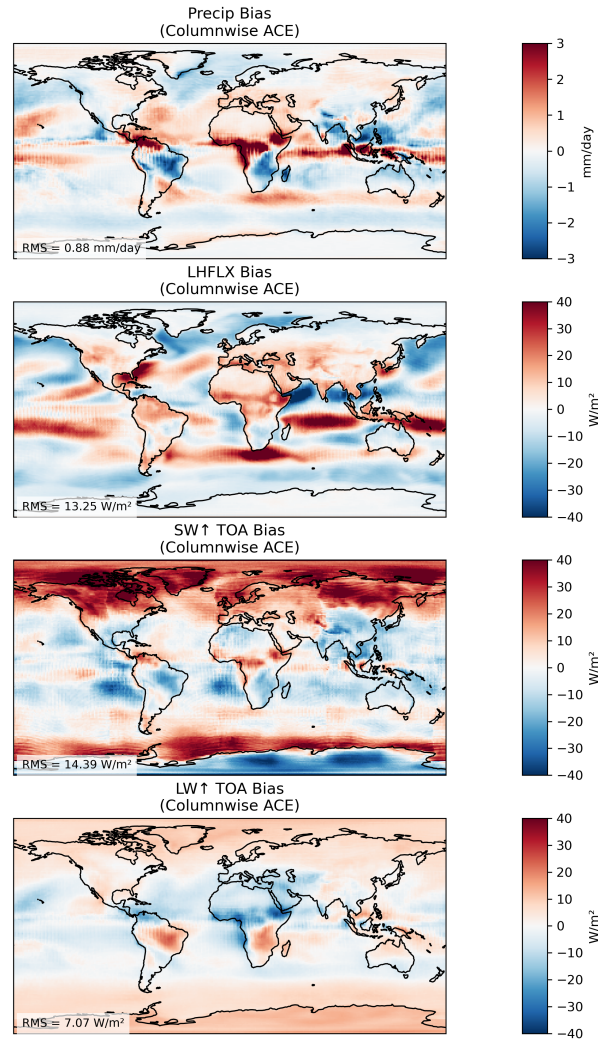 Precip Bias
(Columnwise ACE)
3
2
1
0
−1
−2
−3
mm/day
RMS = 0.88 mm/day
LHFLX Bias
(Columnwise ACE)
40
30
20
10
0
−10
−20
−30
−40
W/m²
RMS = 13.25 W/m²
SW↑ TOA Bias
(Columnwise ACE)
40
30
20
10
0
−10
−20
−30
−40
W/m²
RMS = 14.39 W/m²
LW↑ TOA Bias
(Columnwise ACE)
40
30
20
10
0
−10
−20
−30
−40
W/m²
RMS = 7.07 W/m²